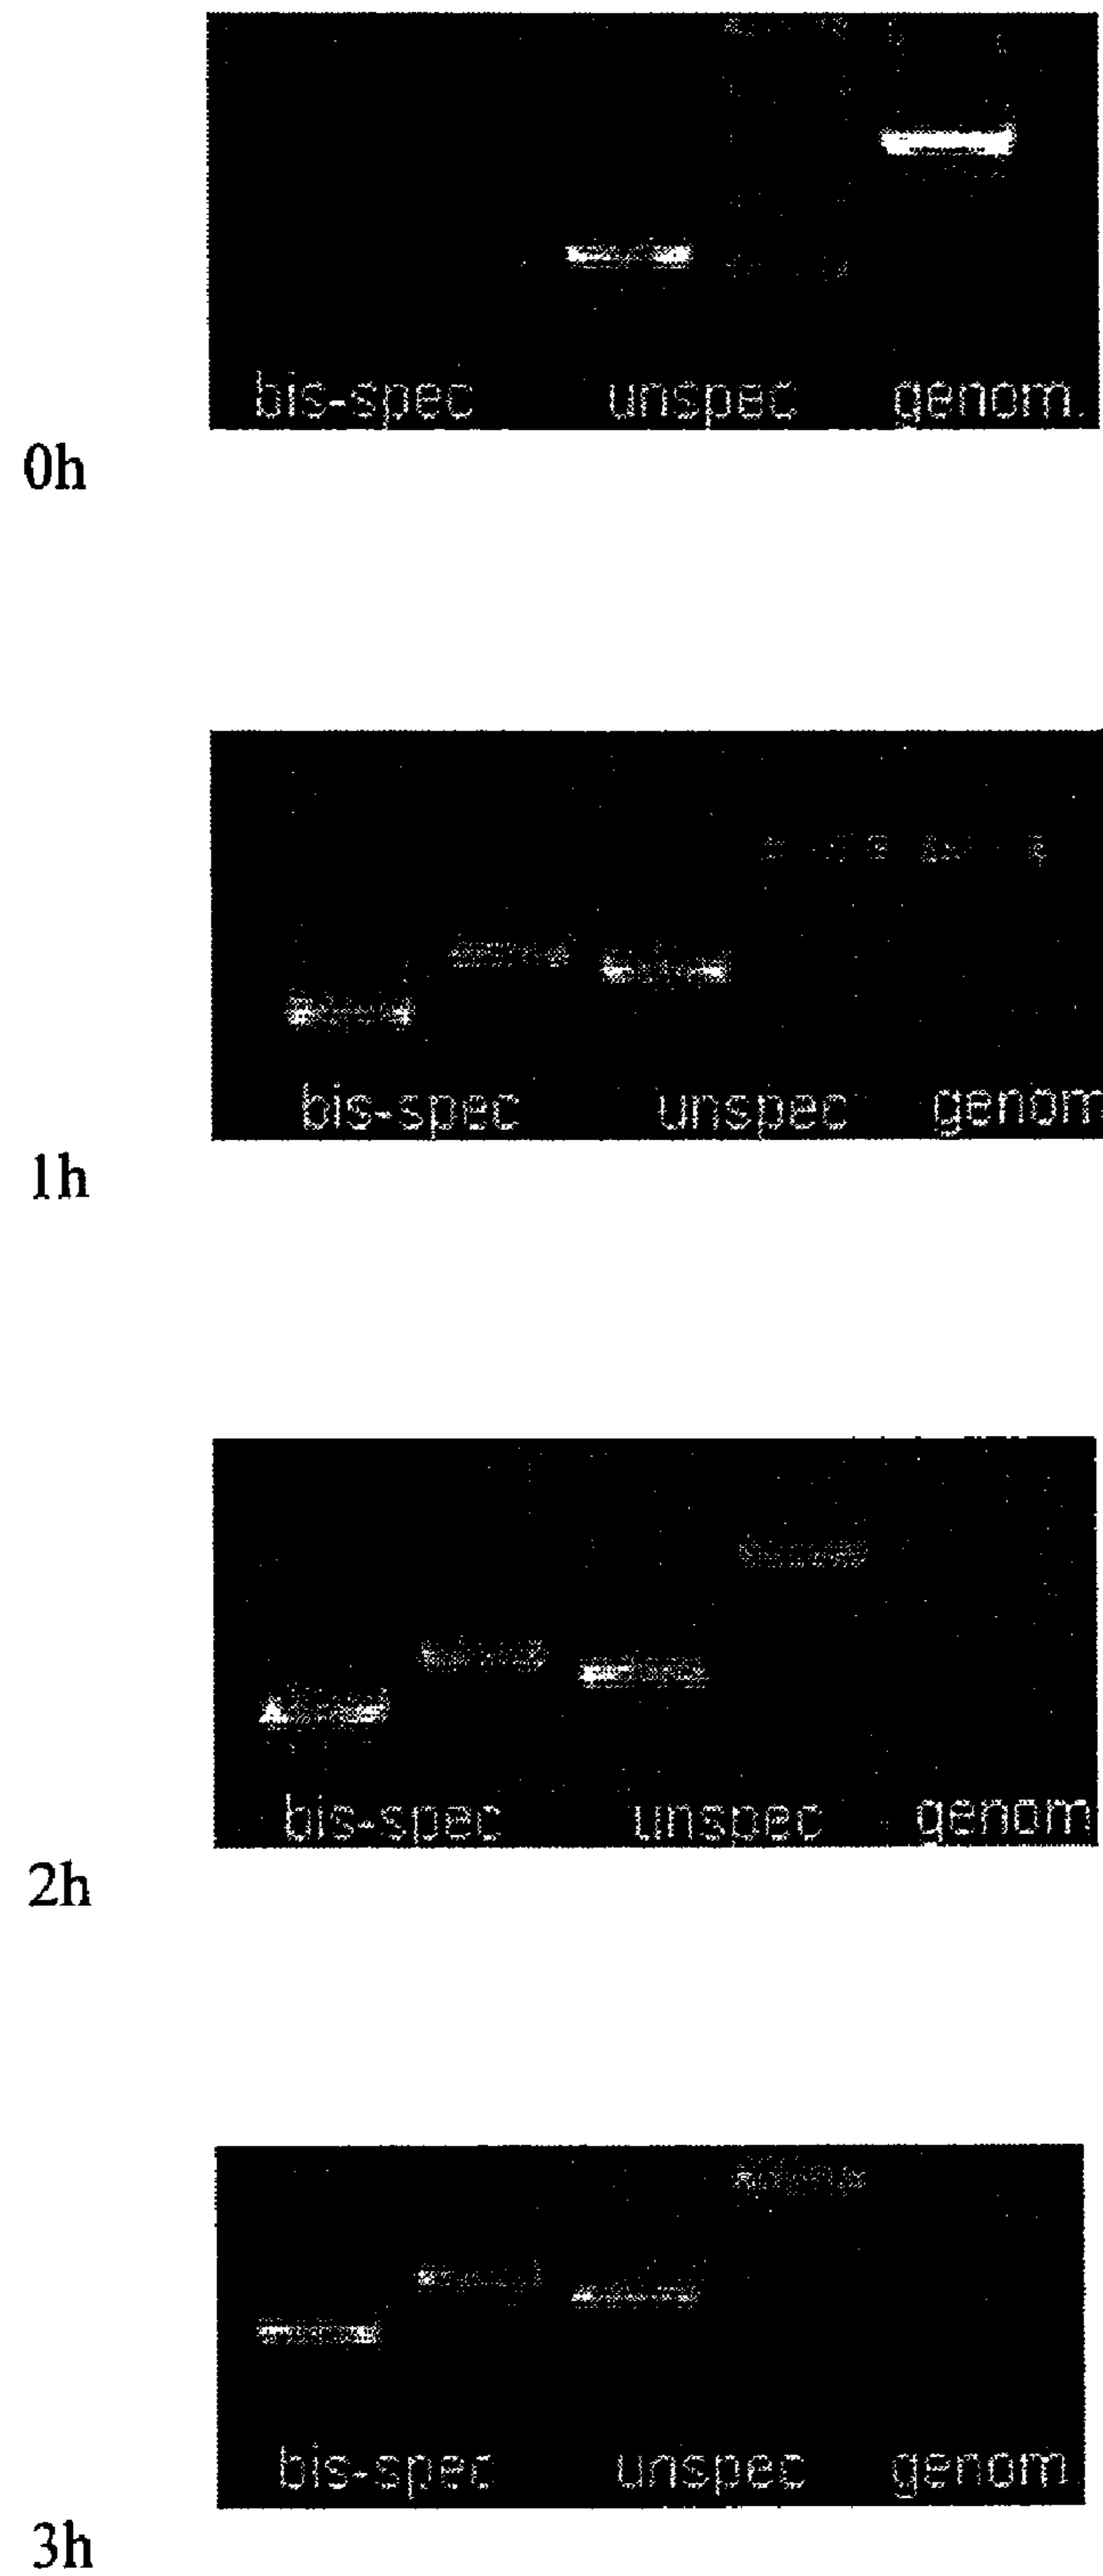 bis-spec unspec genom.
0h
bis-spec unspec genom
1h
bis-spec unspec genom
2h
bis-spec unspec genom
3h